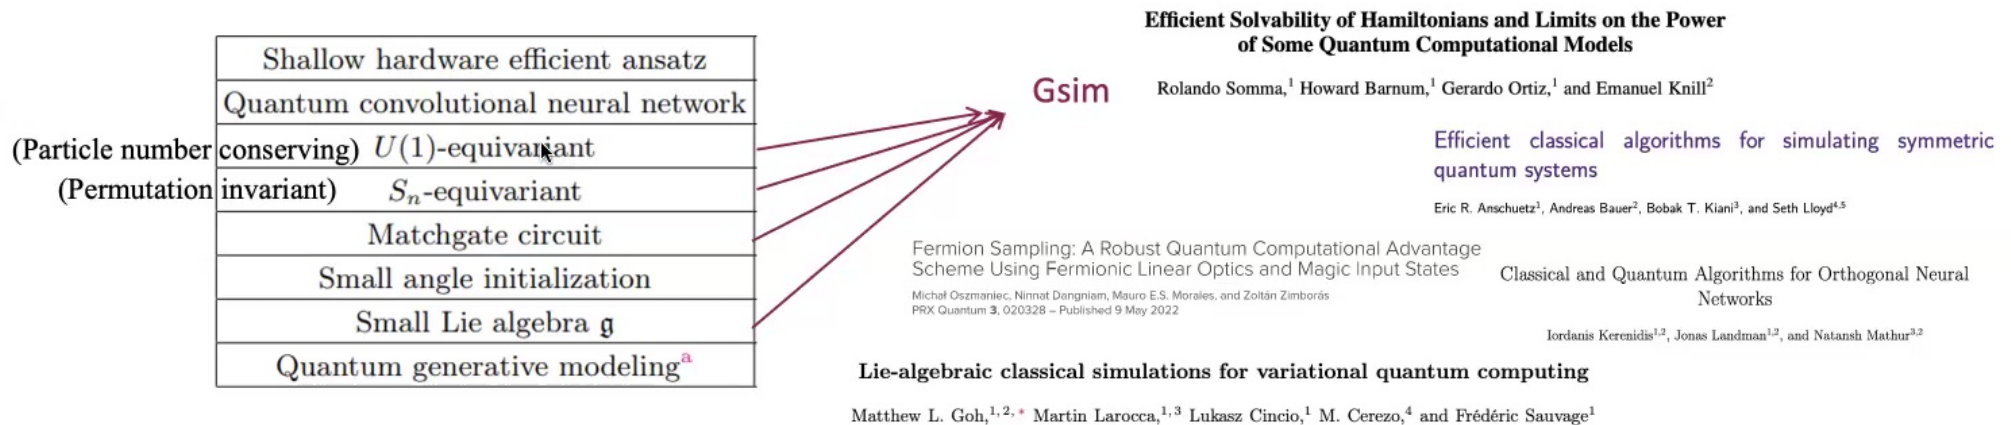 Shallow hardware efficient ansatz
Quantum convolutional neural network
(Particle number conserving) U(1)-equivariant
(Permutation invariant) Sₙ-equivariant
Matchgate circuit
Small angle initialization
Small Lie algebra 𝔤
Quantum generative modelingᵃ
Gsim
Efficient Solvability of Hamiltonians and Limits on the Power
of Some Quantum Computational Models
Rolando Somma,¹ Howard Barnum,¹ Gerardo Ortiz,¹ and Emanuel Knill²
Efficient classical algorithms for simulating symmetric
quantum systems
Eric R. Anschuetz¹, Andreas Bauer², Bobak T. Kiani³, and Seth Lloyd⁴,⁵
Fermion Sampling: A Robust Quantum Computational Advantage
Scheme Using Fermionic Linear Optics and Magic Input States
Michał Oszmaniec, Ninnat Dangniam, Mauro E.S. Morales, and Zoltán Zimborás
PRX Quantum 3, 020328 – Published 9 May 2022
Classical and Quantum Algorithms for Orthogonal Neural
Networks
Iordanis Kerenidis¹,², Jonas Landman¹,², and Natansh Mathur³,²
Lie-algebraic classical simulations for variational quantum computing
Matthew L. Goh,¹,²,* Martin Larocca,¹,³ Lukasz Cincio,¹ M. Cerezo,⁴ and Frédéric Sauvage¹